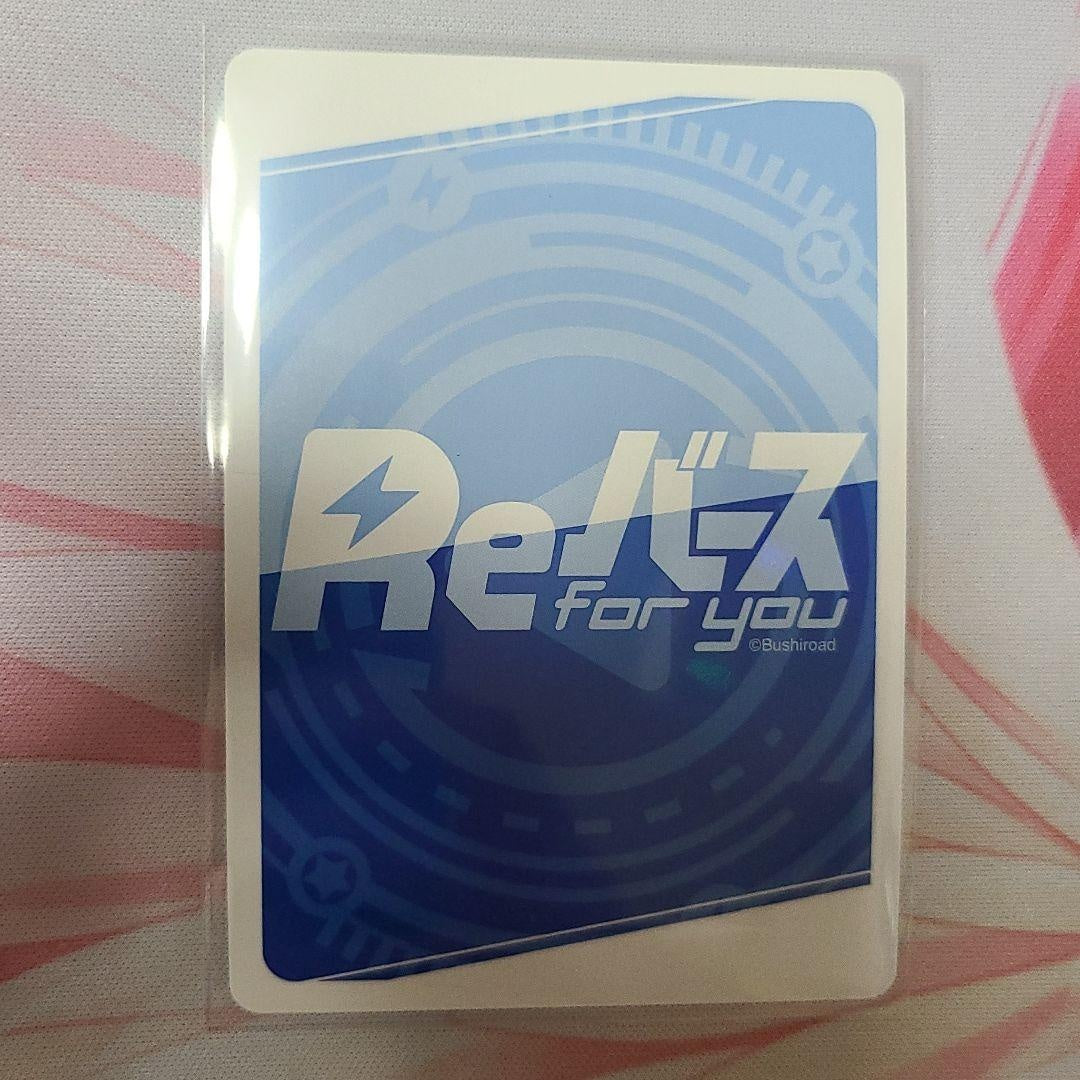 Reバース
for you
©Bushiroad